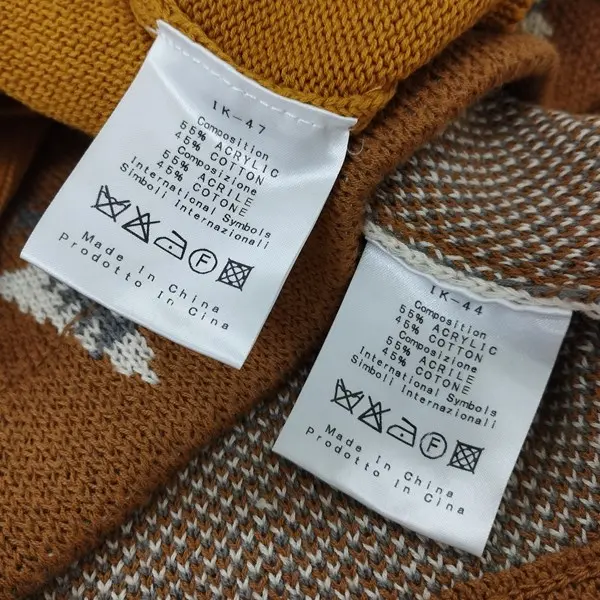 IK-47
Composition
55% ACRYLIC
45% COTTON
Composizione
55% ACRILE
45% COTONE
International Symbols
Simboli Internazionali
F
Made In China
Prodotto In China
IK-44
Composition
55% ACRYLIC
45% COTTON
Composizione
55% ACRILE
45% COTONE
International Symbols
Simboli Internazionali
F
Made In China
Prodotto In China